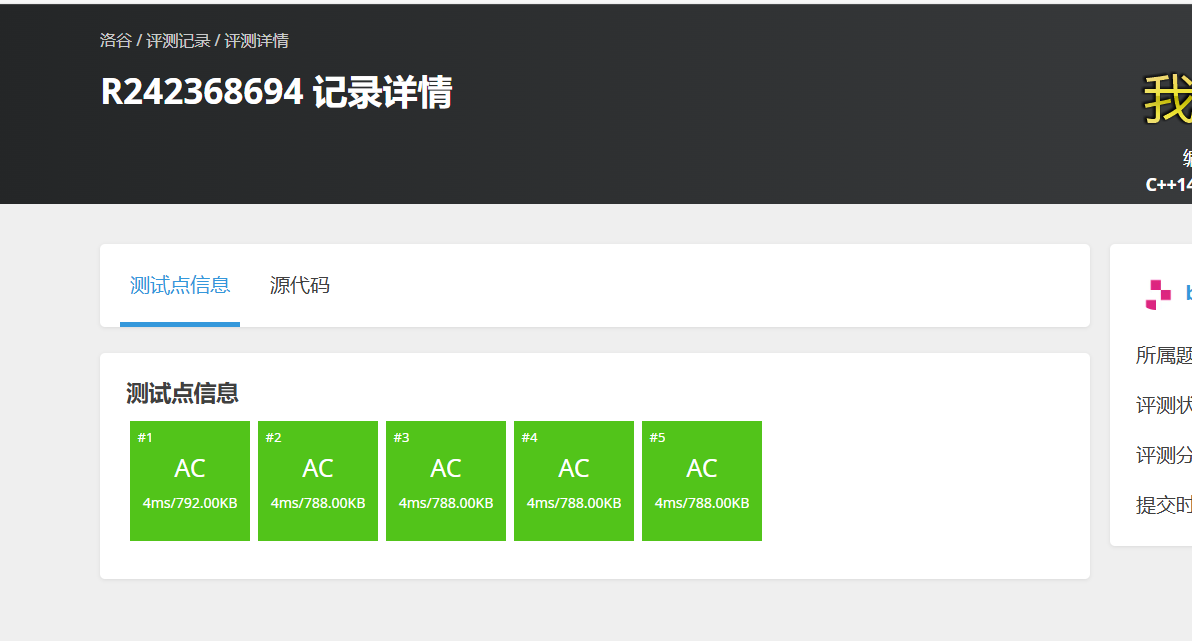 洛谷 / 评测记录 / 评测详情
R242368694 记录详情
我
C++14
测试点信息 源代码
测试点信息
#1 #2 #3 #4 #5
AC AC AC AC AC
4ms/792.00KB 4ms/788.00KB 4ms/788.00KB 4ms/788.00KB 4ms/788.00KB
所属题
评测状
评测分
提交时